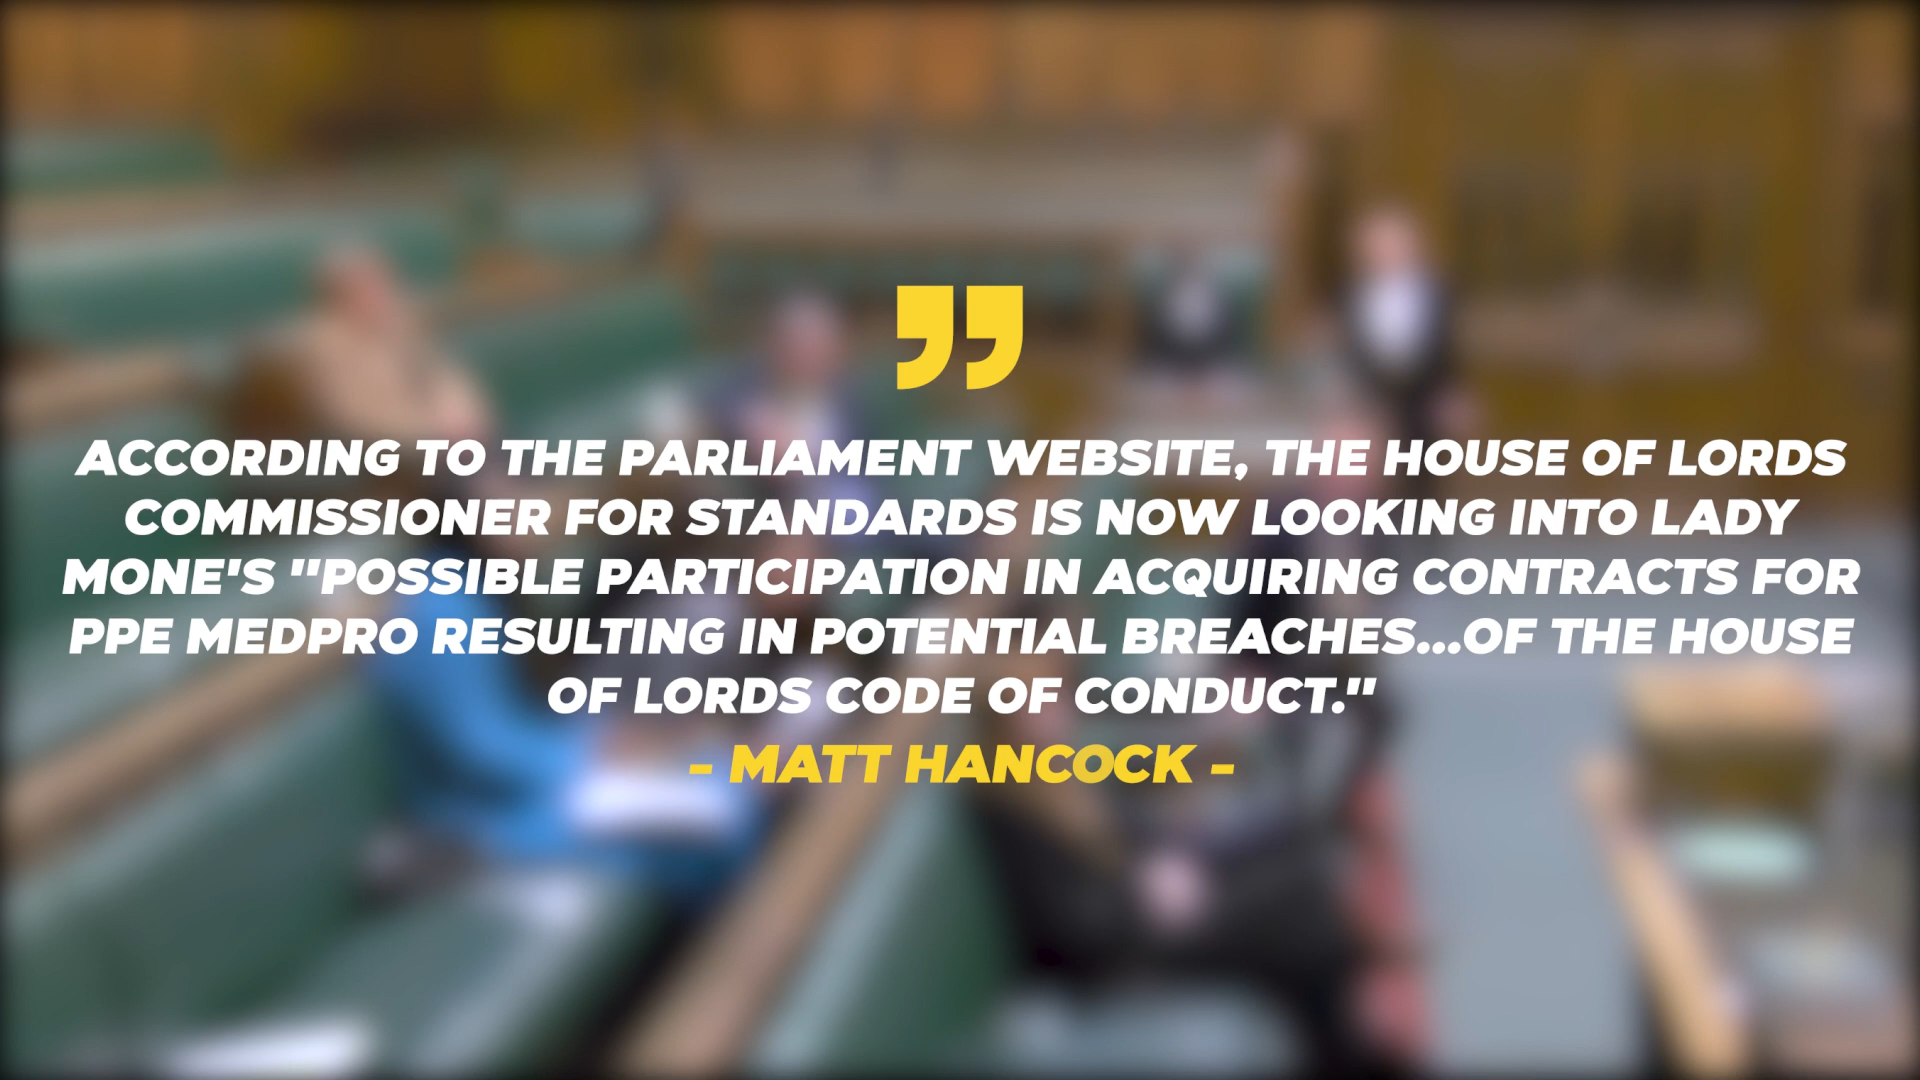 ”
ACCORDING TO THE PARLIAMENT WEBSITE, THE HOUSE OF LORDS
COMMISSIONER FOR STANDARDS IS NOW LOOKING INTO LADY
MONE'S "POSSIBLE PARTICIPATION IN ACQUIRING CONTRACTS FOR
PPE MEDPRO RESULTING IN POTENTIAL BREACHES...OF THE HOUSE
OF LORDS CODE OF CONDUCT."
- MATT HANCOCK -